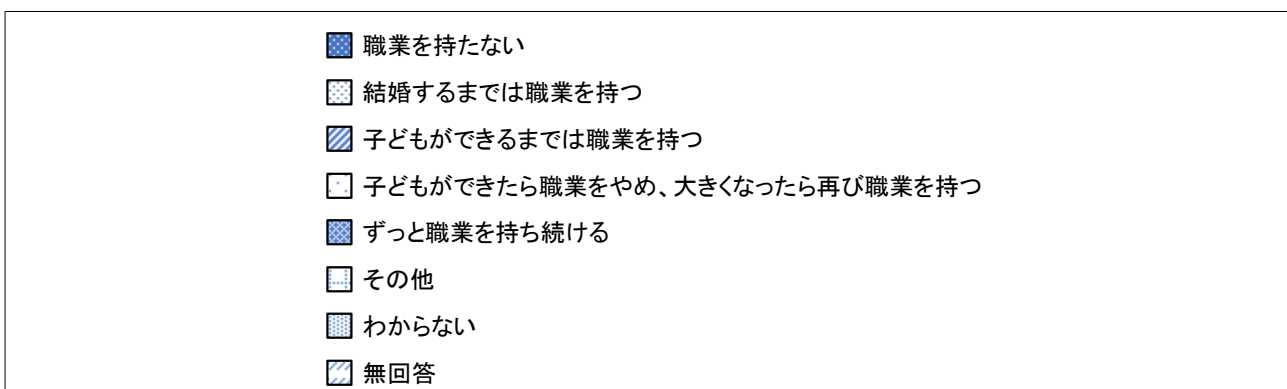 職業を持たない
結婚するまでは職業を持つ
子どもができるまでは職業を持つ
子どもができたら職業をやめ、大きくなったら再び職業を持つ
ずっと職業を持ち続ける
その他
わからない
無回答